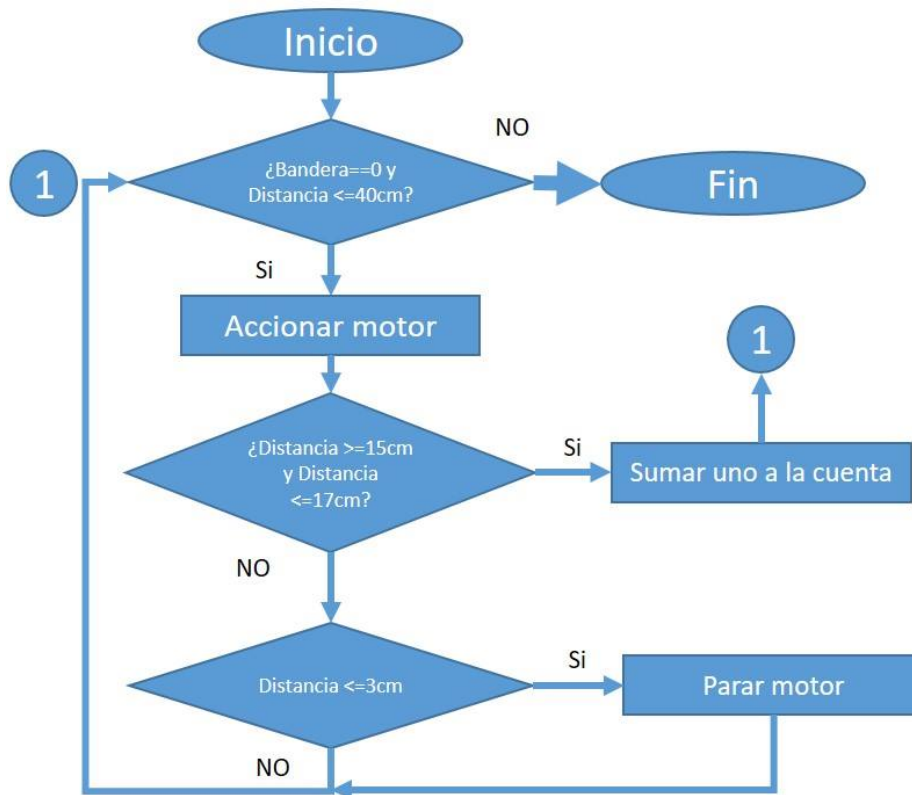 Inicio
NO
1
¿Bandera==0 y
Distancia <=40cm?
Fin
Si
Accionar motor
1
¿Distancia >=15cm
y Distancia
<=17cm?
Si
Sumar uno a la cuenta
NO
Distancia <=3cm
Si
Parar motor
NO